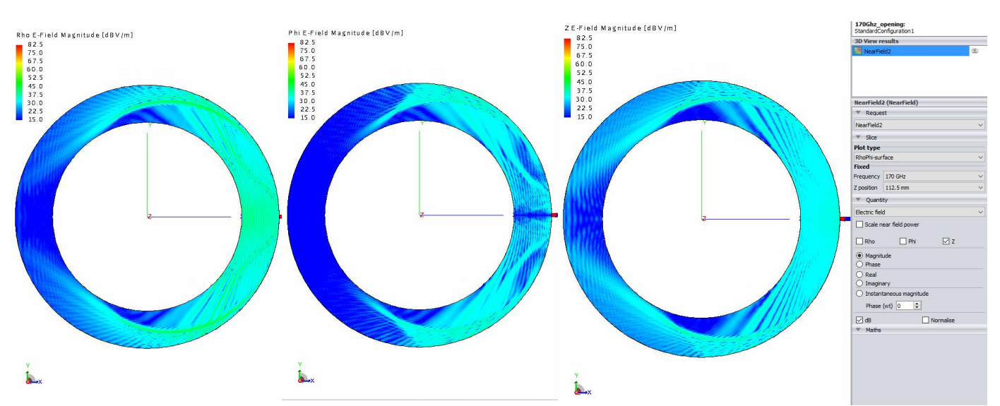 Rho E-Field Magnitude [dBV/m]
82.5
75.0
67.5
60.0
52.5
45.0
37.5
30.0
22.5
15.0
Y
Z
Y
X
Phi E-Field Magnitude [dBV/m]
82.5
75.0
67.5
60.0
52.5
45.0
37.5
30.0
22.5
15.0
Y
Z
Y
X
Z E-Field Magnitude [dBV/m]
82.5
75.0
67.5
60.0
52.5
45.0
37.5
30.0
22.5
15.0
Y
Z
Y
X
170Ghz_opening:
StandardConfiguration1
3D View results
NearField2
NearField2 (NearField)
Request
NearField2
Slice
Plot type
RhoPhi-surface
Fixed
Frequency 170 GHz
Z position 112.5 mm
Quantity
Electric field
Scale near field power
Rho Phi Z
Magnitude
Phase
Real
Imaginary
Instantaneous magnitude
Phase (wt) 0
dB Normalise
Maths